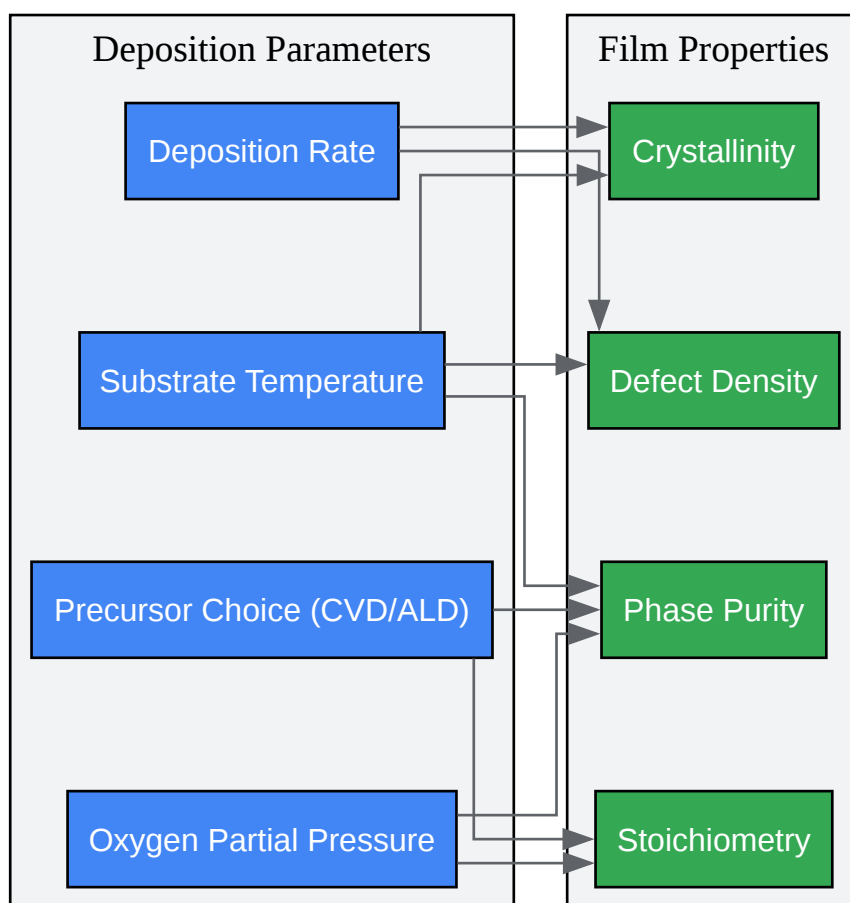 Deposition Parameters
Film Properties
Deposition Rate
Crystallinity
Substrate Temperature
Defect Density
Precursor Choice (CVD/ALD)
Phase Purity
Oxygen Partial Pressure
Stoichiometry